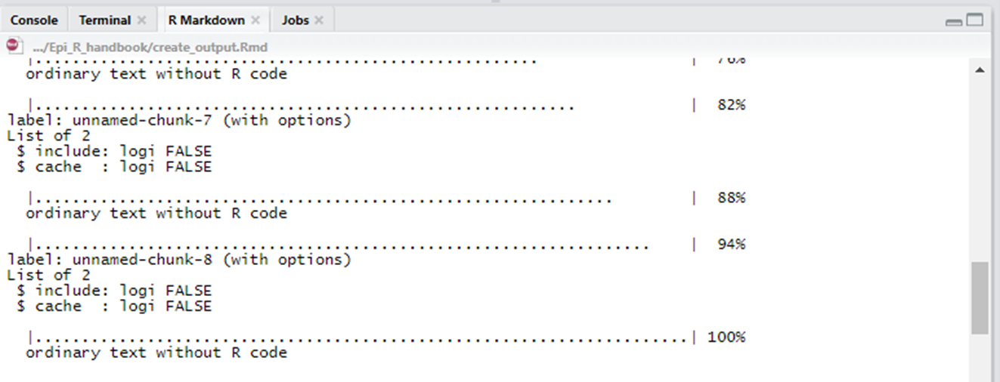 Console Terminal × R Markdown × Jobs ×
.../Epi_R_handbook/create_output.Rmd
|...................................................... | 76%
ordinary text without R code
|.......................................................... | 82%
label: unnamed-chunk-7 (with options)
List of 2
$ include: logi FALSE
$ cache : logi FALSE
|.............................................................. | 88%
ordinary text without R code
|.................................................................. | 94%
label: unnamed-chunk-8 (with options)
List of 2
$ include: logi FALSE
$ cache : logi FALSE
|......................................................................| 100%
ordinary text without R code